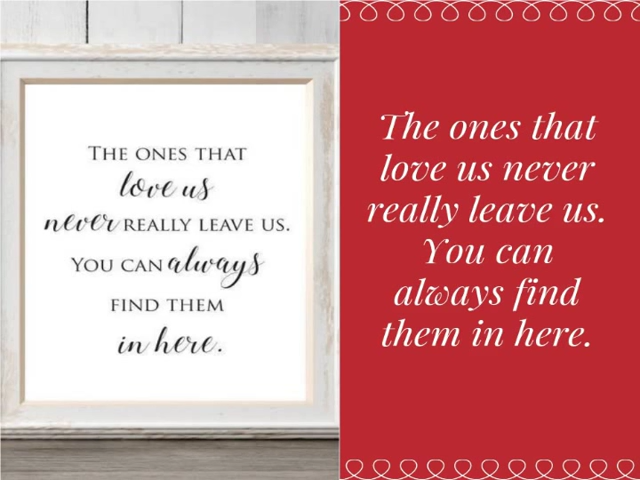 THE ONES THAT
love us
never REALLY LEAVE US.
YOU CAN always
FIND THEM
in here.
The ones that
love us never
really leave us.
You can
always find
them in here.